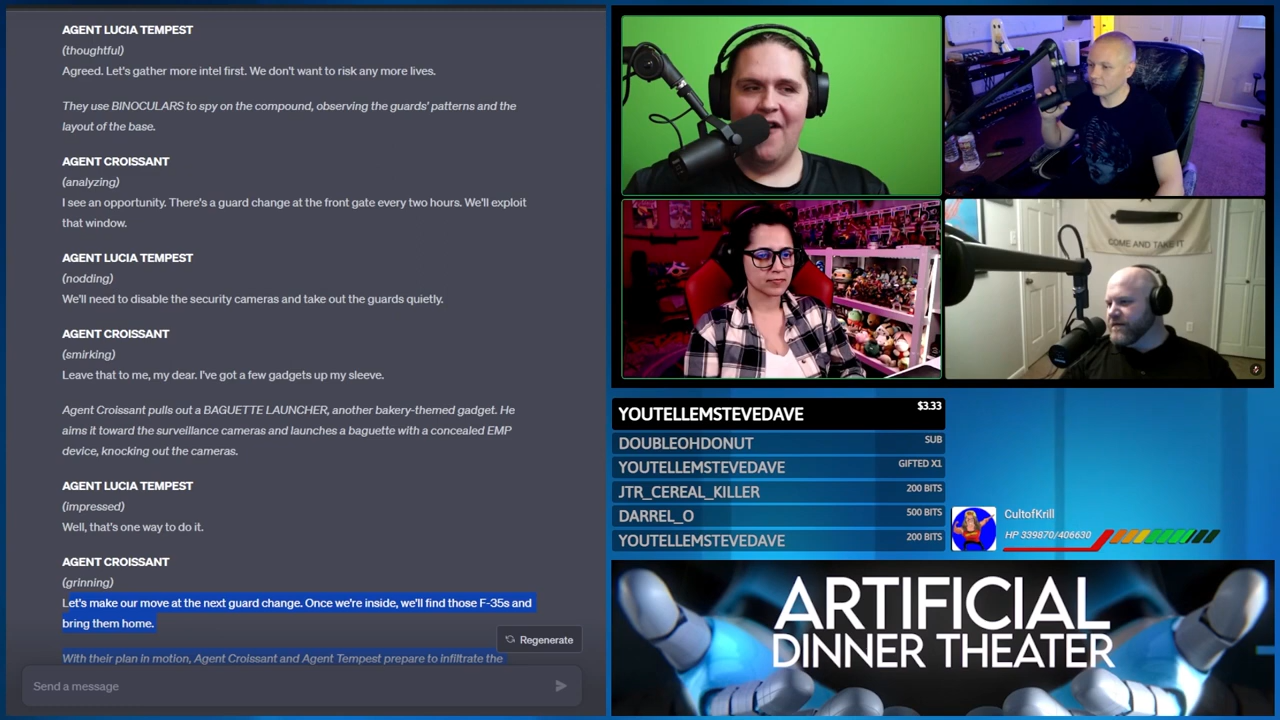 AGENT LUCIA TEMPEST
(thoughtful)
Agreed. Let's gather more intel first. We don't want to risk any more lives.
They use BINOCULARS to spy on the compound, observing the guards' patterns and the
layout of the base.
AGENT CROISSANT
(analyzing)
I see an opportunity. There's a guard change at the front gate every two hours. We'll exploit
that window.
AGENT LUCIA TEMPEST
(nodding)
We'll need to disable the security cameras and take out the guards quietly.
AGENT CROISSANT
(smirking)
Leave that to me, my dear. I've got a few gadgets up my sleeve.
Agent Croissant pulls out a BAGUETTE LAUNCHER, another bakery-themed gadget. He
aims it toward the surveillance cameras and launches a baguette with a concealed EMP
device, knocking out the cameras.
AGENT LUCIA TEMPEST
(impressed)
Well, that's one way to do it.
AGENT CROISSANT
(grinning)
Let's make our move at the next guard change. Once we're inside, we'll find those F-35s and
bring them home.
Regenerate
With their plan in motion, Agent Croissant and Agent Tempest prepare to infiltrate the
Send a message
COME AND TAKE IT
YOUTELLEMSTEVEDAVE $3.33
DOUBLEOHDONUT SUB
YOUTELLEMSTEVEDAVE GIFTED X1
JTR_CEREAL_KILLER 200 BITS
DARREL_O 500 BITS
YOUTELLEMSTEVEDAVE 200 BITS
CultofKrill
HP 339870/406630
ARTIFICIAL
DINNER THEATER